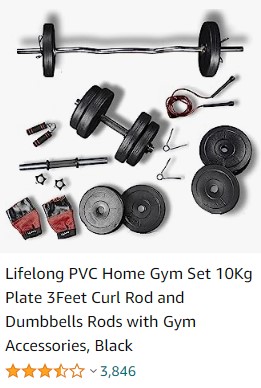 Lifelong PVC Home Gym Set 10Kg
Plate 3Feet Curl Rod and
Dumbbells Rods with Gym
Accessories, Black
3,846